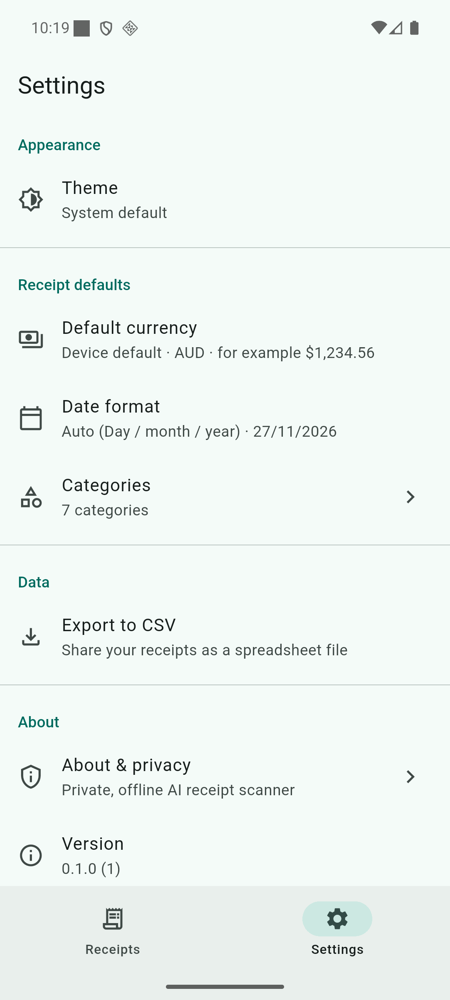 10:19
Settings
Appearance
Theme
System default
Receipt defaults
Default currency
Device default · AUD · for example $1,234.56
Date format
Auto (Day / month / year) · 27/11/2026
Categories
7 categories
Data
Export to CSV
Share your receipts as a spreadsheet file
About
About & privacy
Private, offline AI receipt scanner
Version
0.1.0 (1)
Receipts
Settings